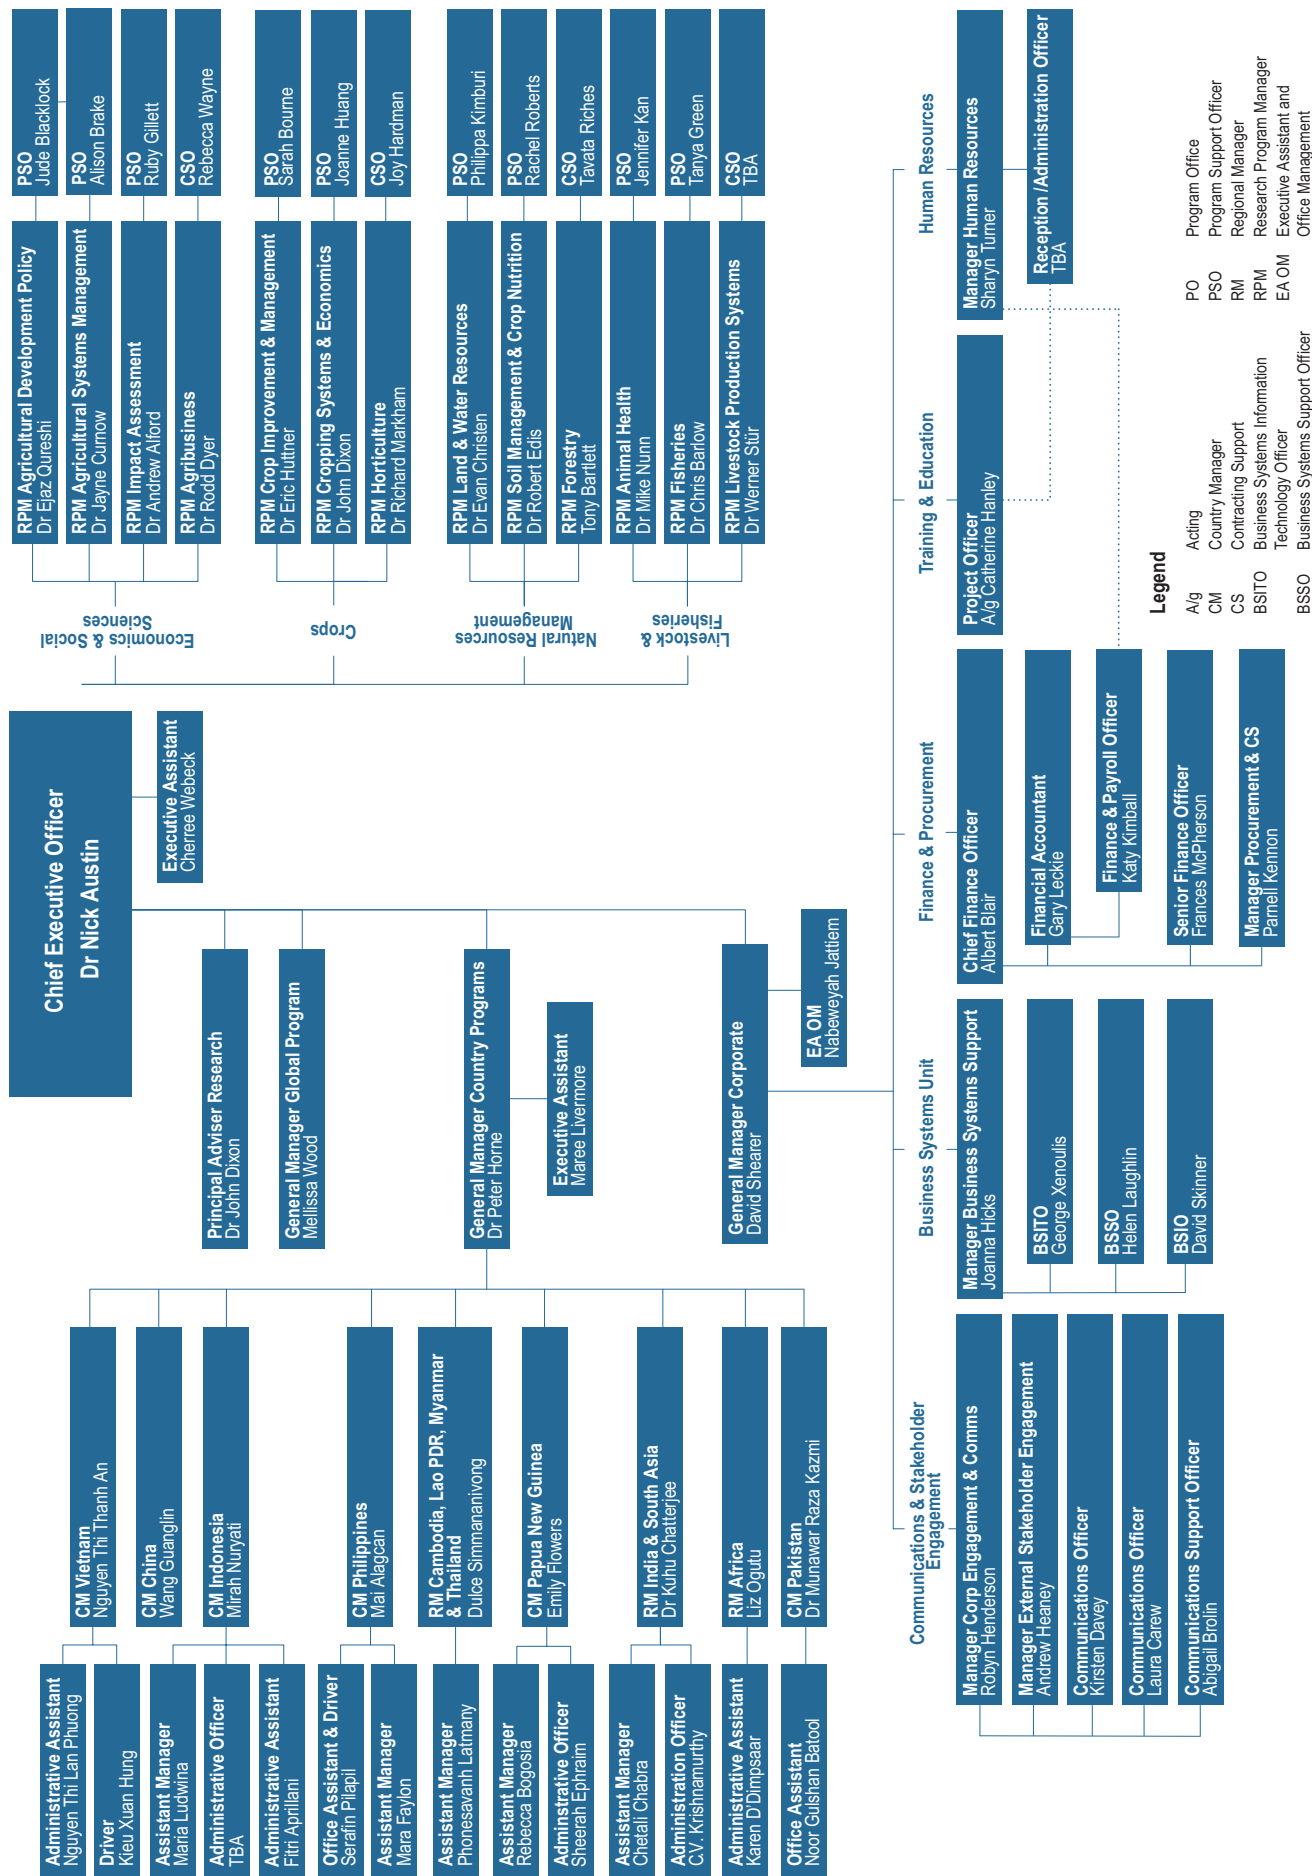 Chief Executive Officer
Dr Nick Austin
Executive Assistant
Cherree Webeck
Principal Adviser Research
Dr John Dixon
General Manager Global Program
Mellissa Wood
General Manager Country Programs
Dr Peter Horne
Executive Assistant
Maree Livermore
General Manager Corporate
David Shearer
EA OM
Nabeweyah Jattiem
CM Vietnam
Nguyen Thi Thanh An
CM China
Wang Guanglin
CM Indonesia
Mirah Nuryati
CM Philippines
Mai Alagcan
RM Cambodia, Lao PDR, Myanmar
& Thailand
Dulce Simmananivong
CM Papua New Guinea
Emily Flowers
RM India & South Asia
Dr Kuhu Chatterjee
RM Africa
Liz Ogutu
CM Pakistan
Dr Munawar Raza Kazmi
Administrative Assistant
Nguyen Thi Lan Phuong
Driver
Kieu Xuan Hung
Assistant Manager
Maria Ludwina
Administrative Officer
TBA
Administrative Assistant
Fitri Aprillani
Office Assistant & Driver
Serafin Pilapil
Assistant Manager
Mara Faylon
Assistant Manager
Phonesavanh Latmany
Assistant Manager
Rebecca Bogosia
Adminstrative Officer
Sheerah Ephraim
Assistant Manager
Chetali Chabra
Administration Officer
C.V. Krishnamurthy
Administrative Assistant
Karen D'Dimpsaar
Office Assistant
Noor Gulshan Batool
Economics & Social
Sciences
RPM Agricultural Development Policy
Dr Ejaz Qureshi
PSO
Jude Blacklock
RPM Agricultural Systems Management
Dr Jayne Curnow
PSO
Alison Brake
RPM Impact Assessment
Dr Andrew Alford
PSO
Ruby Gillett
RPM Agribusiness
Dr Rodd Dyer
CSO
Rebecca Wayne
Crops
RPM Crop Improvement & Management
Dr Eric Huttner
PSO
Sarah Bourne
RPM Cropping Systems & Economics
Dr John Dixon
PSO
Joanne Huang
RPM Horticulture
Dr Richard Markham
CSO
Joy Hardman
Natural Resources
Management
RPM Land & Water Resources
Dr Evan Christen
PSO
Philippa Kimburi
RPM Soil Management & Crop Nutrition
Dr Robert Edis
PSO
Rachel Roberts
RPM Forestry
Tony Bartlett
CSO
Tavata Riches
Livestock &
Fisheries
RPM Animal Health
Dr Mike Nunn
PSO
Jennifer Kan
RPM Fisheries
Dr Chris Barlow
PSO
Tanya Green
RPM Livestock Production Systems
Dr Werner Stür
CSO
TBA
Communications & Stakeholder
Engagement
Manager Corp Engagement & Comms
Robyn Henderson
Manager External Stakeholder Engagement
Andrew Heaney
Communications Officer
Kirsten Davey
Communications Officer
Laura Carew
Communications Support Officer
Abigail Brolin
Business Systems Unit
Manager Business Systems Support
Joanna Hicks
BSITO
George Xenoulis
BSSO
Helen Laughlin
BSIO
David Skinner
Finance & Procurement
Chief Finance Officer
Albert Blair
Financial Accountant
Gary Leckie
Finance & Payroll Officer
Katy Kimball
Senior Finance Officer
Frances McPherson
Manager Procurement & CS
Parnell Kennon
Training & Education
Project Officer
A/g Catherine Hanley
Human Resources
Manager Human Resources
Sharyn Turner
Reception /Administration Officer
TBA
Legend
A/g Acting
CM Country Manager
CS Contracting Support
BSITO Business Systems Information
Technology Officer
BSSO Business Systems Support Officer
PO Program Office
PSO Program Support Officer
RM Regional Manager
RPM Research Program Manager
EA OM Executive Assistant and
Office Management